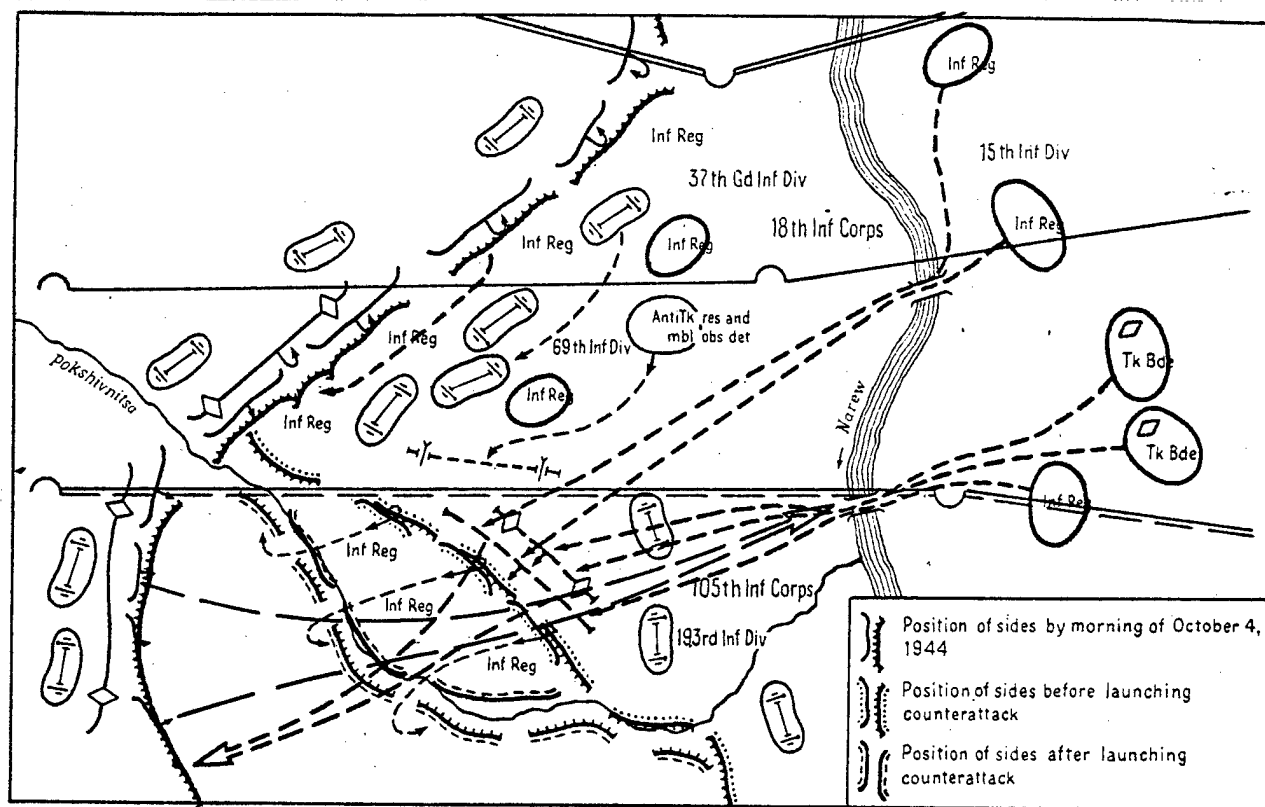 Inf Reg
Inf Reg
15th Inf Div
37th Gd Inf Div
18th Inf Corps
Inf Reg
Inf Reg
Inf Reg
AntiTk res and
mbl obs det
Inf Reg
69th Inf Div
pokshivnitsa
Narew
Tk Bde
Inf Reg
Inf Reg
Tk Bde
Inf Reg
Inf Reg
Inf Reg
105th Inf Corps
193rd Inf Div
Inf Reg
Position of sides by morning of October 4,
1944
Position of sides before launching
counterattack
Position of sides after launching
counterattack